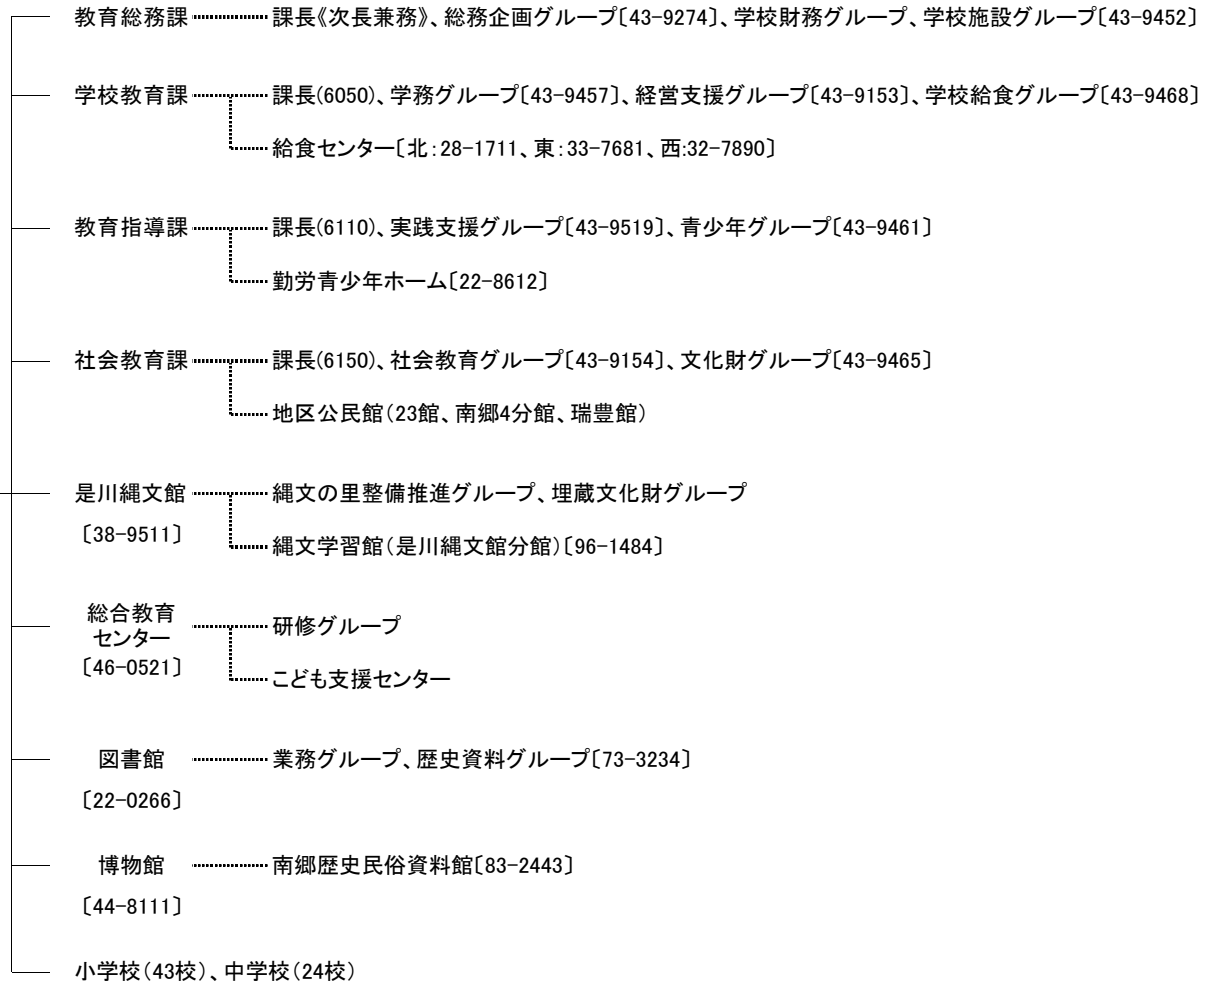 教育総務課 課長《次長兼務》、総務企画グループ〔43-9274〕、学校財務グループ、学校施設グループ〔43-9452〕
学校教育課 課長(6050)、学務グループ〔43-9457〕、経営支援グループ〔43-9153〕、学校給食グループ〔43-9468〕
給食センター〔北：28-1711、東：33-7681、西:32-7890〕
教育指導課 課長(6110)、実践支援グループ〔43-9519〕、青少年グループ〔43-9461〕
勤労青少年ホーム〔22-8612〕
社会教育課 課長(6150)、社会教育グループ〔43-9154〕、文化財グループ〔43-9465〕
地区公民館（23館、南郷4分館、瑞豊館）
是川縄文館 縄文の里整備推進グループ、埋蔵文化財グループ
〔38-9511〕
縄文学習館（是川縄文館分館）〔96-1484〕
総合教育
センター
〔46-0521〕
研修グループ
こども支援センター
図書館 業務グループ、歴史資料グループ〔73-3234〕
〔22-0266〕
博物館 南郷歴史民俗資料館〔83-2443〕
〔44-8111〕
小学校（43校）、中学校（24校）